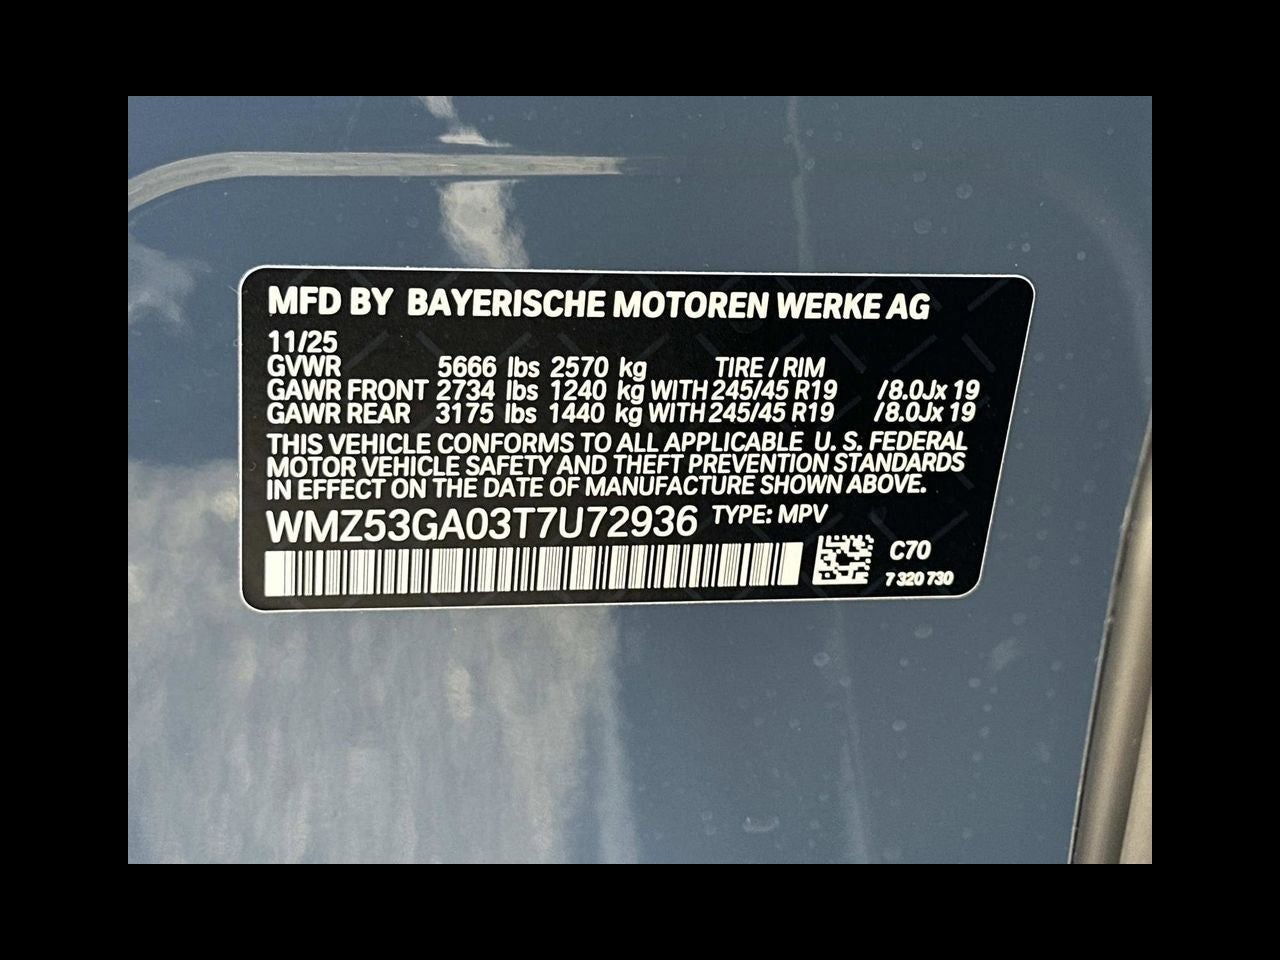 MFD BY BAYERISCHE MOTOREN WERKE AG
11/25
GVWR 5666 lbs 2570 kg TIRE / RIM
GAWR FRONT 2734 lbs 1240 kg WITH 245/45 R19 /8.0Jx 19
GAWR REAR 3175 lbs 1440 kg WITH 245/45 R19 /8.0Jx 19
THIS VEHICLE CONFORMS TO ALL APPLICABLE U. S. FEDERAL
MOTOR VEHICLE SAFETY AND THEFT PREVENTION STANDARDS
IN EFFECT ON THE DATE OF MANUFACTURE SHOWN ABOVE.
WMZ53GA03T7U72936 TYPE: MPV
C70
7 320 730